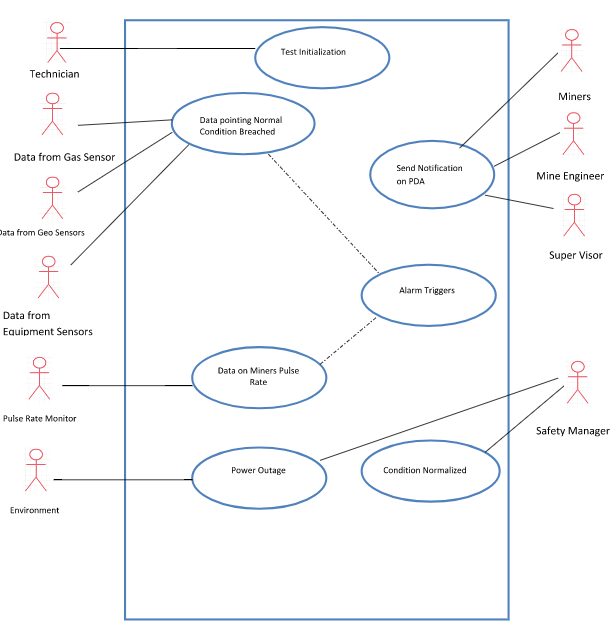 Technician
Test Initialization
Miners
Data from Gas Sensor
Data pointing Normal
Condition Breached
Send Notification
on PDA
Mine Engineer
Data from Geo Sensors
Super Visor
Data from
Equipment Sensors
Alarm Triggers
Pulse Rate Monitor
Data on Miners Pulse
Rate
Safety Manager
Environment
Power Outage
Condition Normalized